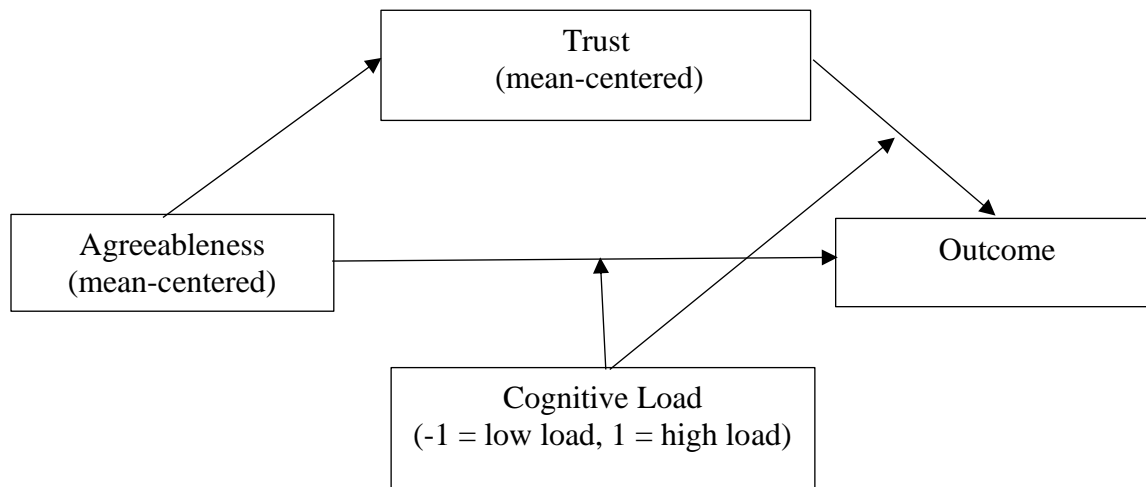 Trust
(mean-centered)
Agreeableness
(mean-centered)
Outcome
Cognitive Load
(-1 = low load, 1 = high load)